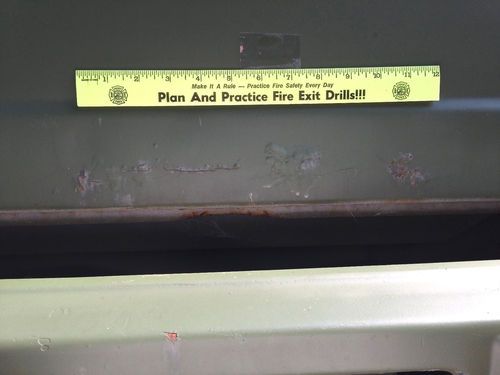 1 2 3 4 5 6 7 8 9 10 11 12
Make It A Rule — Practice Fire Safety Every Day
Plan And Practice Fire Exit Drills!!!